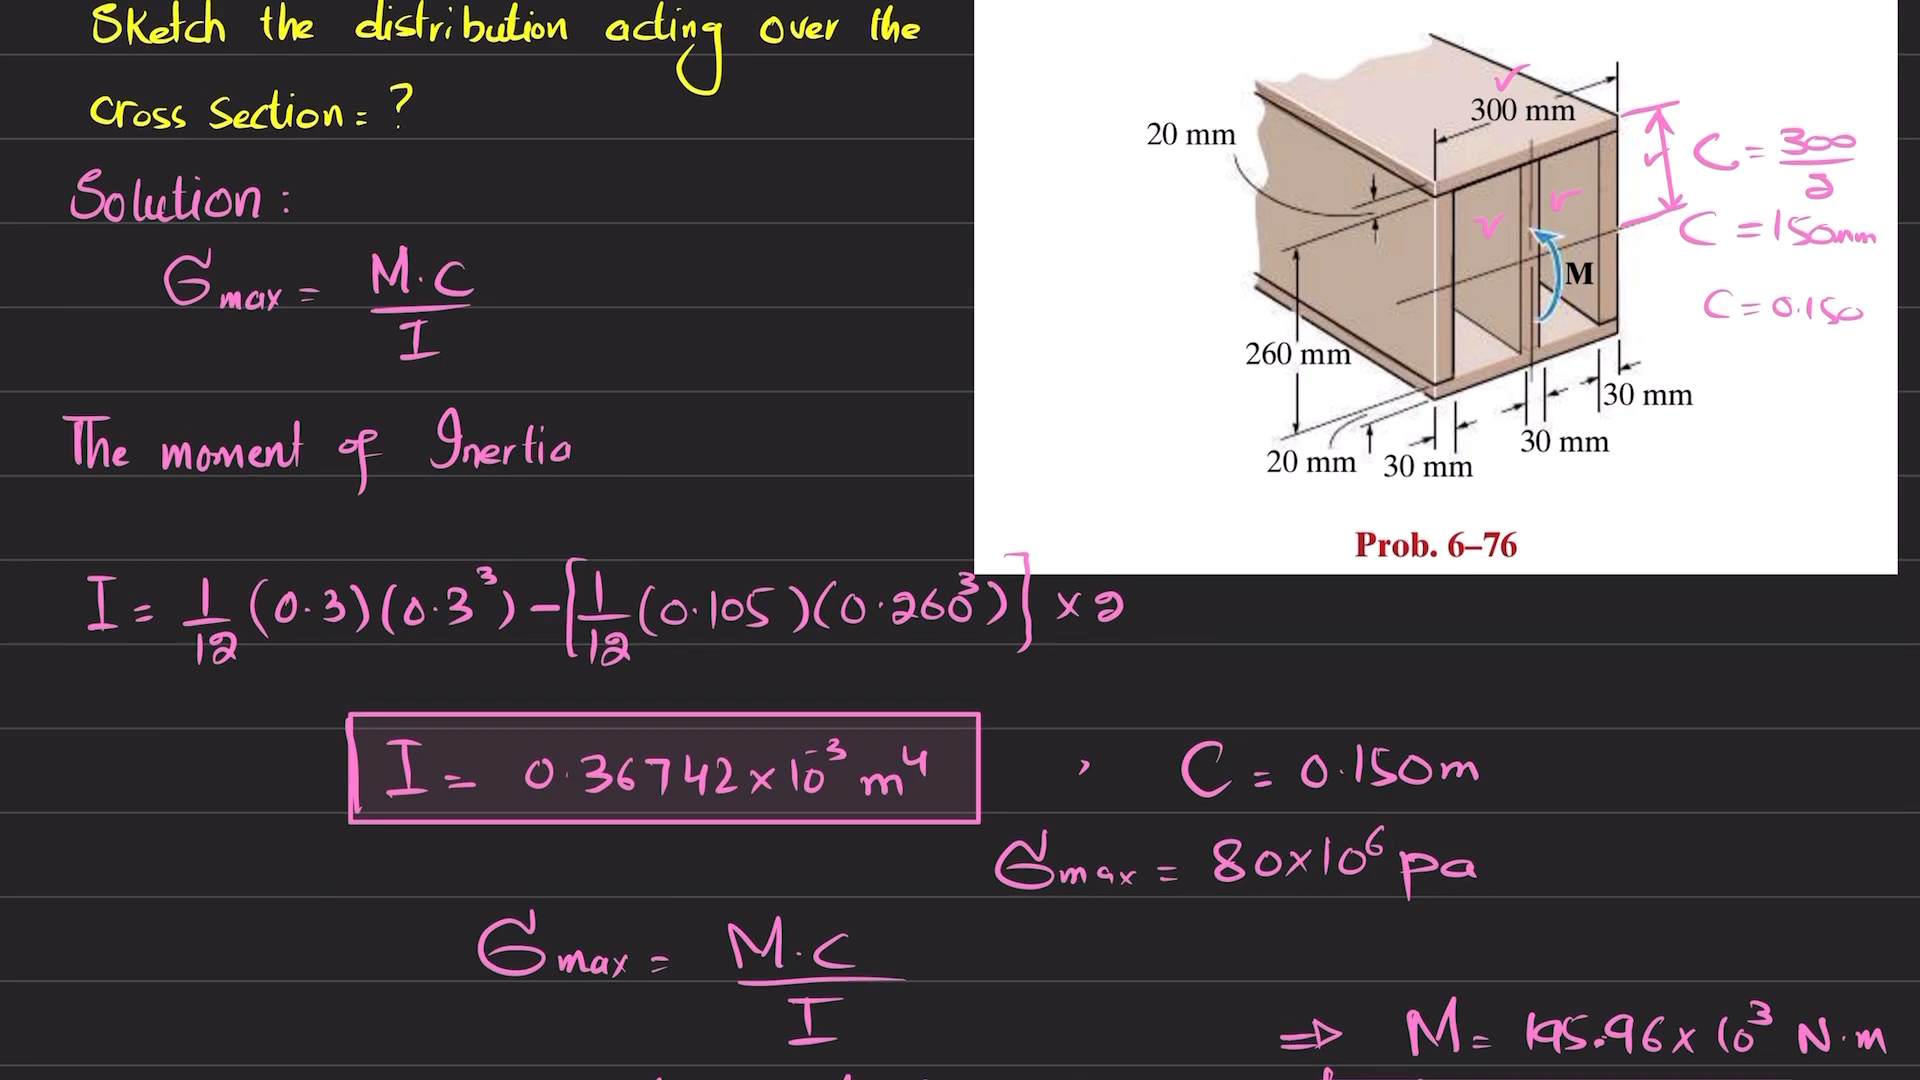 Sketch the distribution acting over the
Cross Section = ?
Solution :
σmax = M.C / I
The moment of Inertia
I = 1/12 (0.3)(0.3³) - [1/12 (0.105)(0.260³)] × 2
I = 0.36742 × 10⁻³ m⁴ , C = 0.150m
σmax = 80×10⁶ pa
σmax = M.C / I
⇒ M = 195.96 × 10³ N.m
300 mm
20 mm
C = 300/2
C = 150mm
M
C = 0.150
260 mm
30 mm
30 mm
20 mm
30 mm
Prob. 6–76